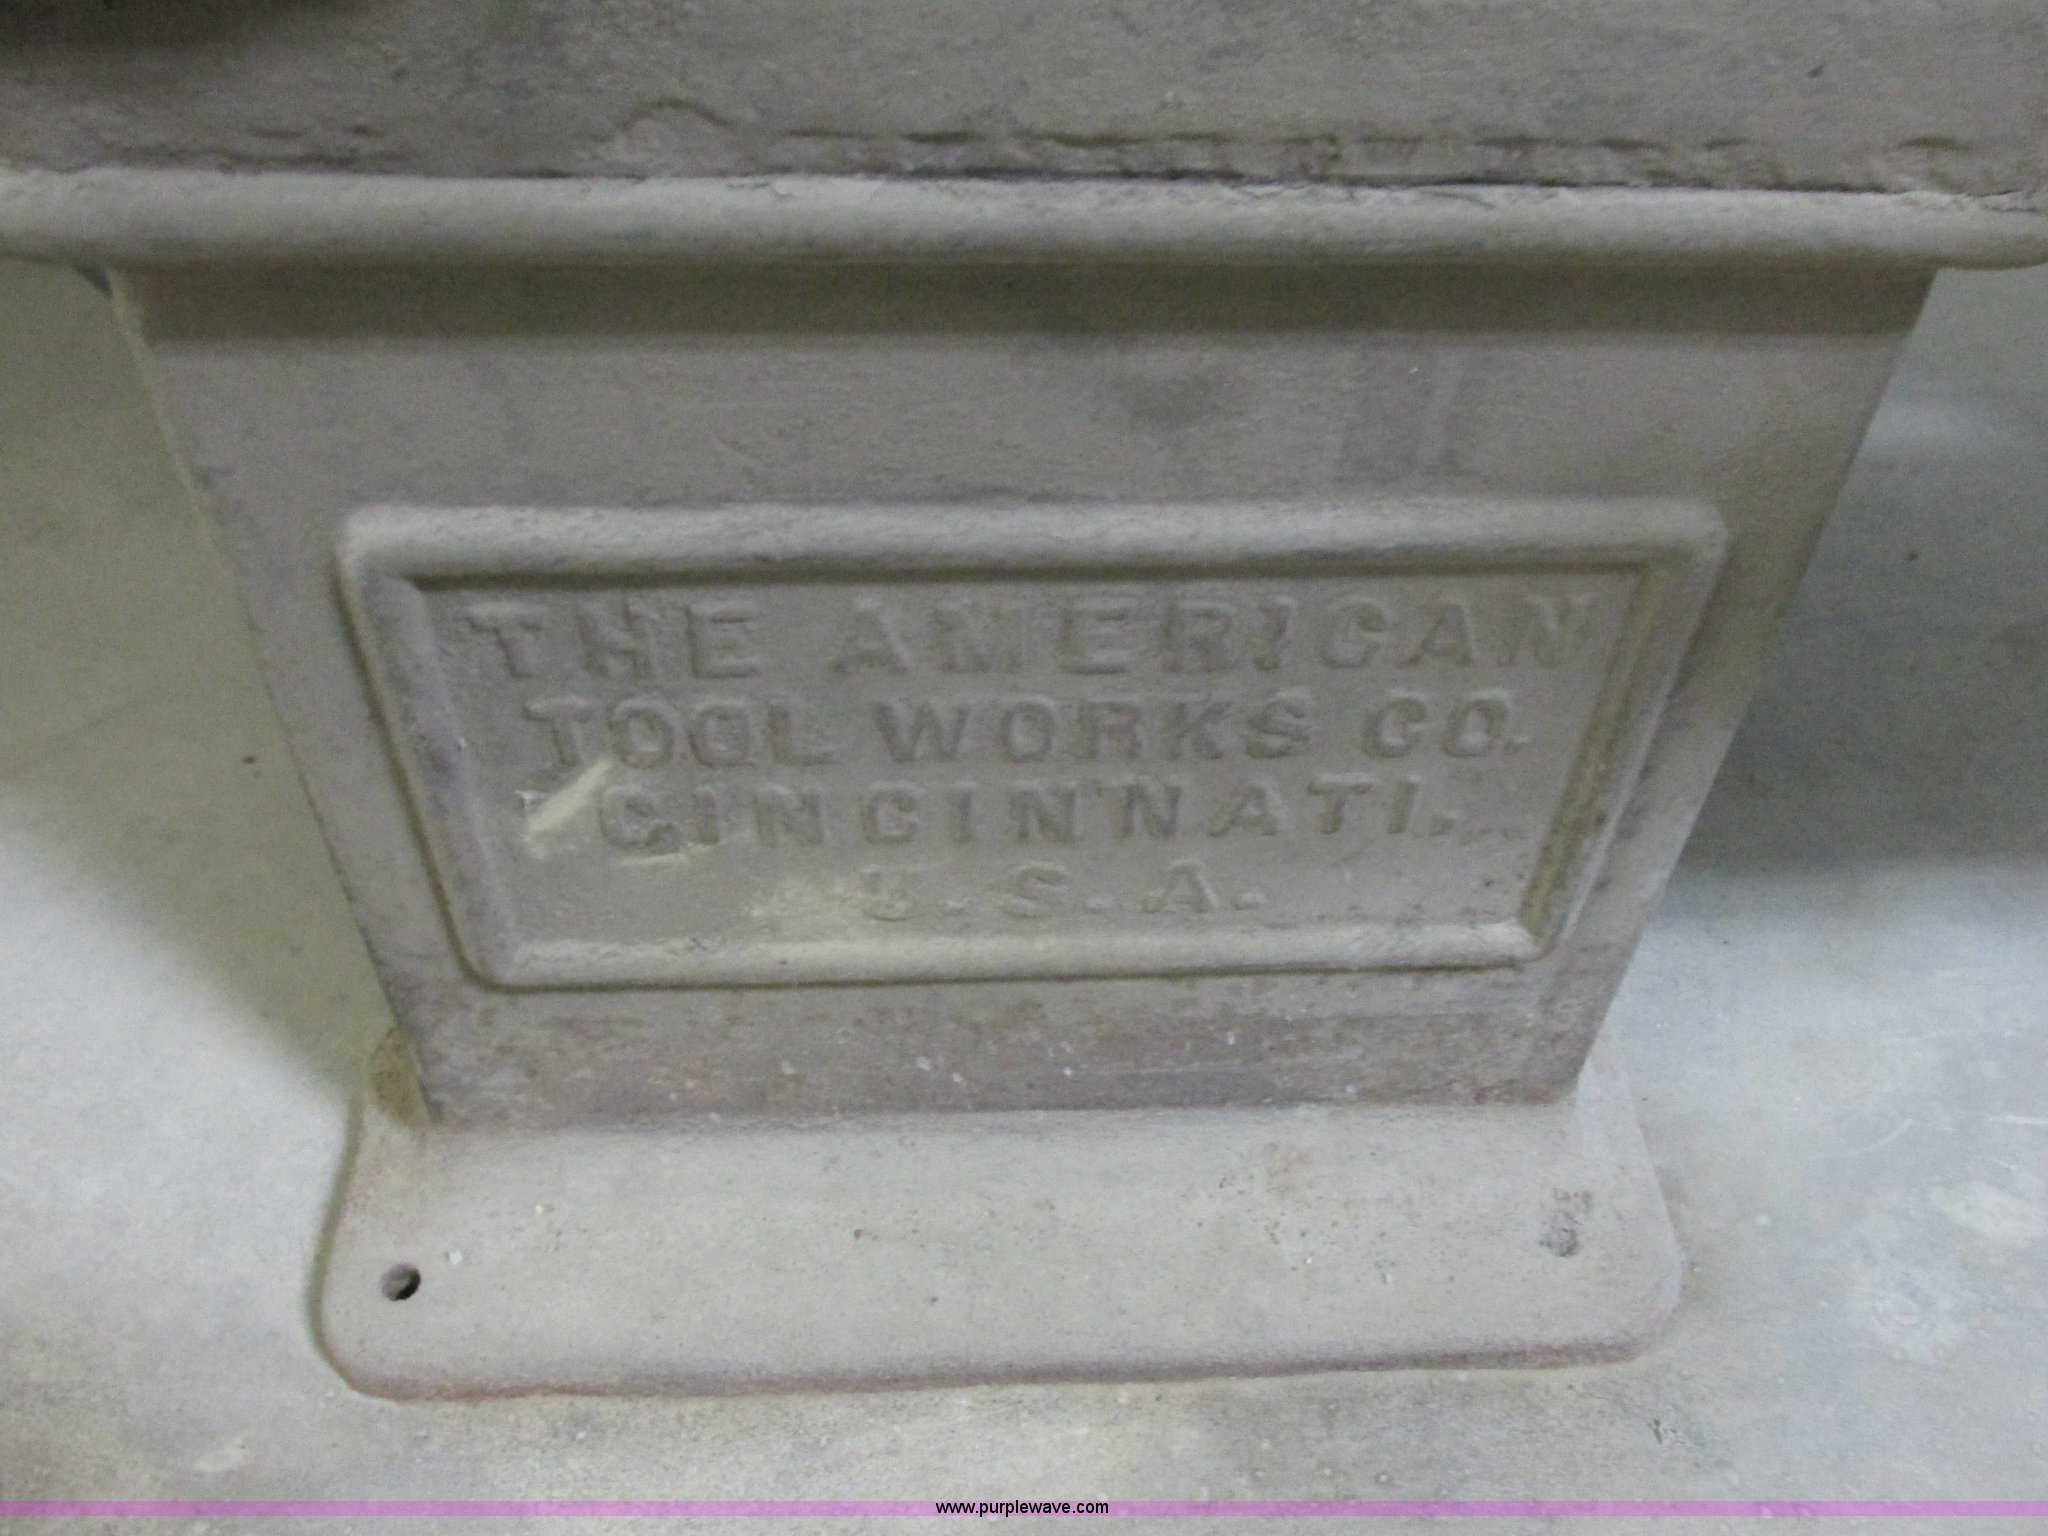 THE AMERICAN
TOOL WORKS CO.
CINCINNATI.
U.S.A.
www.purplewave.com